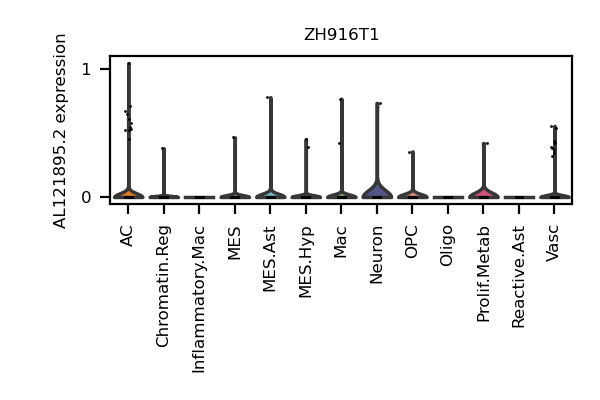 ZH916T1
AL121895.2 expression
1
0
AC
Chromatin.Reg
Inflammatory.Mac
MES
MES.Ast
MES.Hyp
Mac
Neuron
OPC
Oligo
Prolif.Metab
Reactive.Ast
Vasc